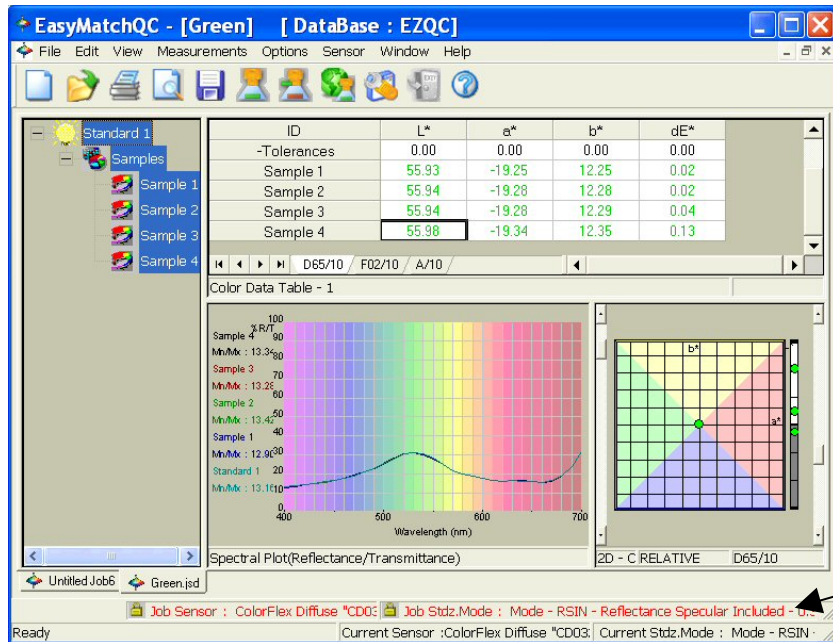 EasyMatchQC - [Green] [ DataBase : EZQC]
File Edit View Measurements Options Sensor Window Help
Standard 1
Samples
Sample 1
Sample 2
Sample 3
Sample 4
ID L* a* b* dE*
-Tolerances 0.00 0.00 0.00 0.00
Sample 1 55.93 -19.25 12.25 0.02
Sample 2 55.94 -19.28 12.28 0.02
Sample 3 55.94 -19.28 12.29 0.04
Sample 4 55.98 -19.34 12.35 0.13
D65/10 F02/10 A/10
Color Data Table - 1
%R/T
100
90
80
70
60
50
40
30
20
10
0
Sample 4
Mn/Mx : 13.34
Sample 3
Mn/Mx : 13.28
Sample 2
Mn/Mx : 13.42
Sample 1
Mn/Mx : 12.90
Standard 1
Mn/Mx : 13.16
400 500 600 700
Wavelength (nm)
b*
a*
Spectral Plot(Reflectance/Transmittance)
2D - C RELATIVE D65/10
Untitled Job6 Green.jsd
Job Sensor : ColorFlex Diffuse "CD03 Job Stdz.Mode : Mode - RSIN - Reflectance Specular Included -
Ready Current Sensor :ColorFlex Diffuse "CD03 Current Stdz.Mode : Mode - RSIN -